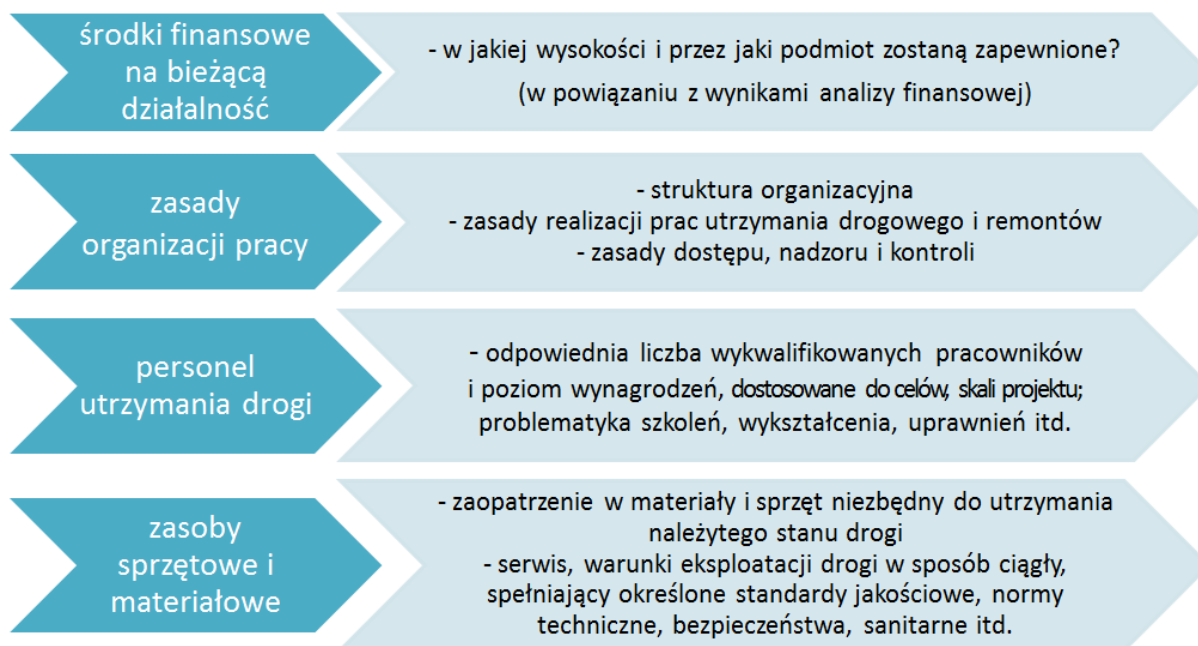 środki finansowe
na bieżącą
działalność
- w jakiej wysokości i przez jaki podmiot zostaną zapewnione?
(w powiązaniu z wynikami analizy finansowej)
zasady
organizacji pracy
- struktura organizacyjna
- zasady realizacji prac utrzymania drogowego i remontów
- zasady dostępu, nadzoru i kontroli
personel
utrzymania drogi
- odpowiednia liczba wykwalifikowanych pracowników
i poziom wynagrodzeń, dostosowane do celów, skali projektu;
problematyka szkoleń, wykształcenia, uprawnień itd.
zasoby
sprzętowe i
materiałowe
- zaopatrzenie w materiały i sprzęt niezbędny do utrzymania
należytego stanu drogi
- serwis, warunki eksploatacji drogi w sposób ciągły,
spełniający określone standardy jakościowe, normy
techniczne, bezpieczeństwa, sanitarne itd.